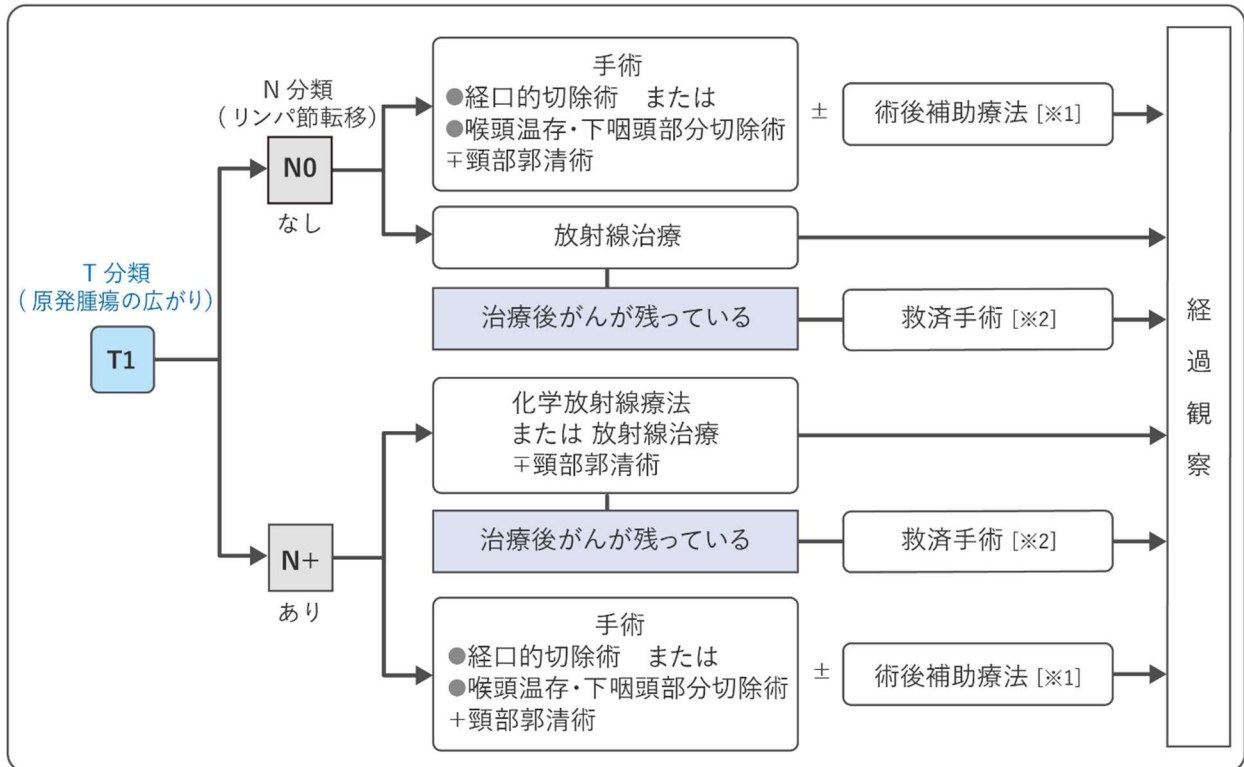 T 分類
(原発腫瘍の広がり)
T1
N 分類
(リンパ節転移)
N0
なし
手術
●経口的切除術　または
●喉頭温存・下咽頭部分切除術
∓頸部郭清術
±
術後補助療法 [※1]
放射線治療
治療後がんが残っている
救済手術 [※2]
N+
あり
化学放射線療法
または 放射線治療
∓頸部郭清術
治療後がんが残っている
救済手術 [※2]
手術
●経口的切除術　または
●喉頭温存・下咽頭部分切除術
+頸部郭清術
±
術後補助療法 [※1]
経過観察